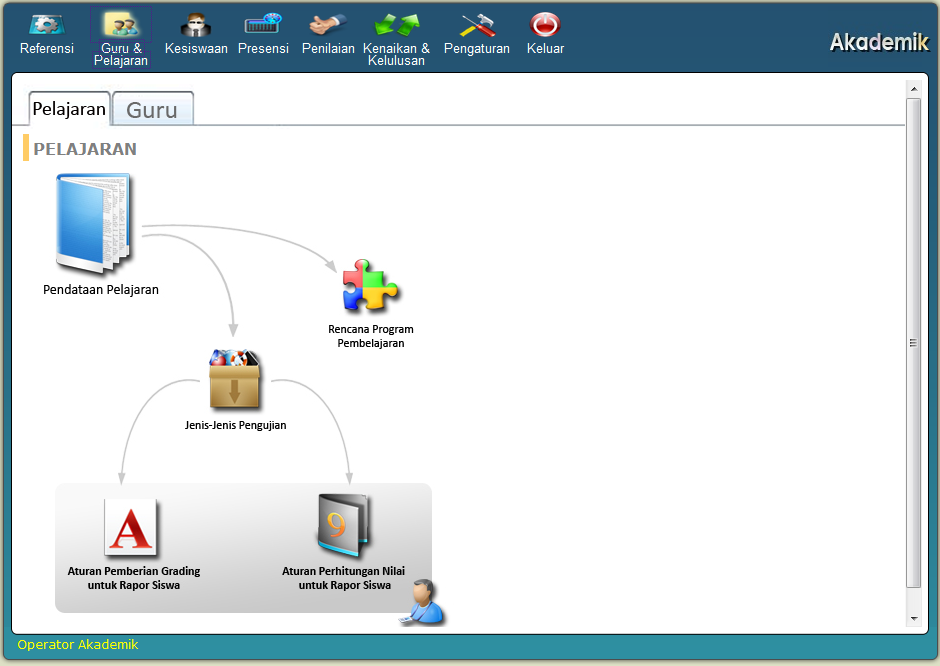 Referensi
Guru &
Pelajaran
Kesiswaan
Presensi
Penilaian
Kenaikan &
Kelulusan
Pengaturan
Keluar
Akademik
Pelajaran
Guru
PELAJARAN
Pendataan Pelajaran
Rencana Program
Pembelajaran
Jenis-Jenis Pengujian
A
9
Aturan Pemberian Grading
untuk Rapor Siswa
Aturan Perhitungan Nilai
untuk Rapor Siswa
Operator Akademik